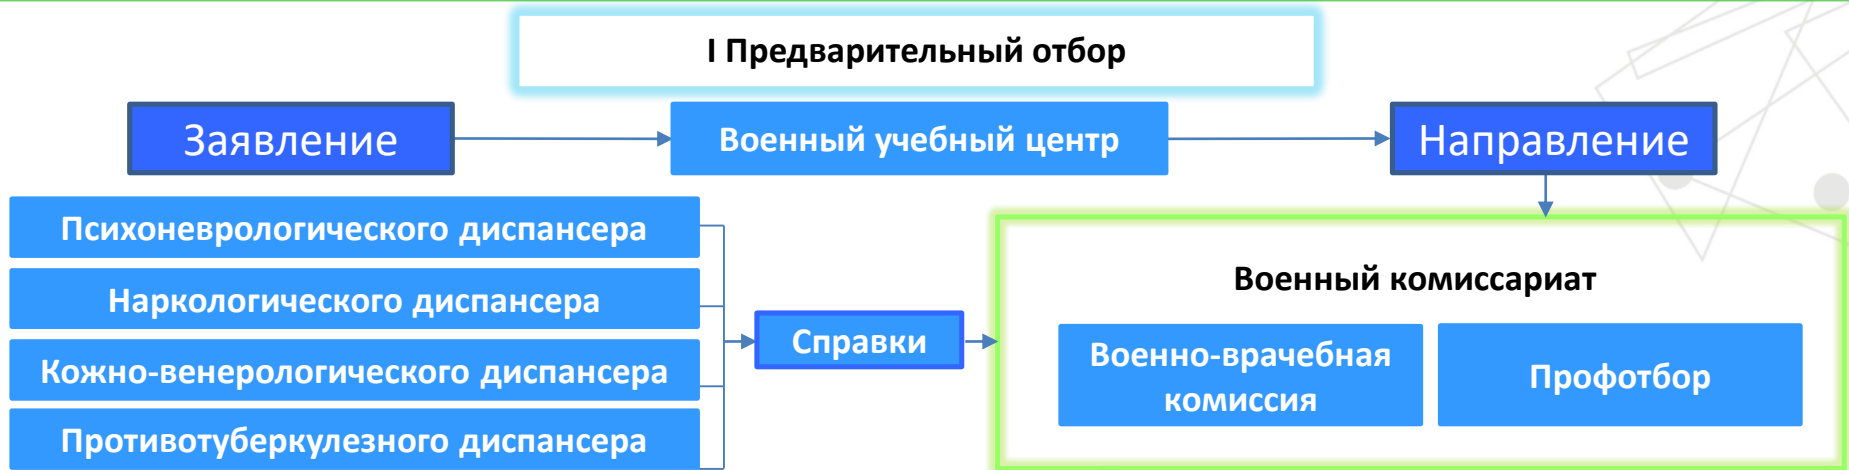 I Предварительный отбор
Заявление
Военный учебный центр
Направление
Психоневрологического диспансера
Наркологического диспансера
Кожно-венерологического диспансера
Противотуберкулезного диспансера
Справки
Военный комиссариат
Военно-врачебная
комиссия
Профотбор